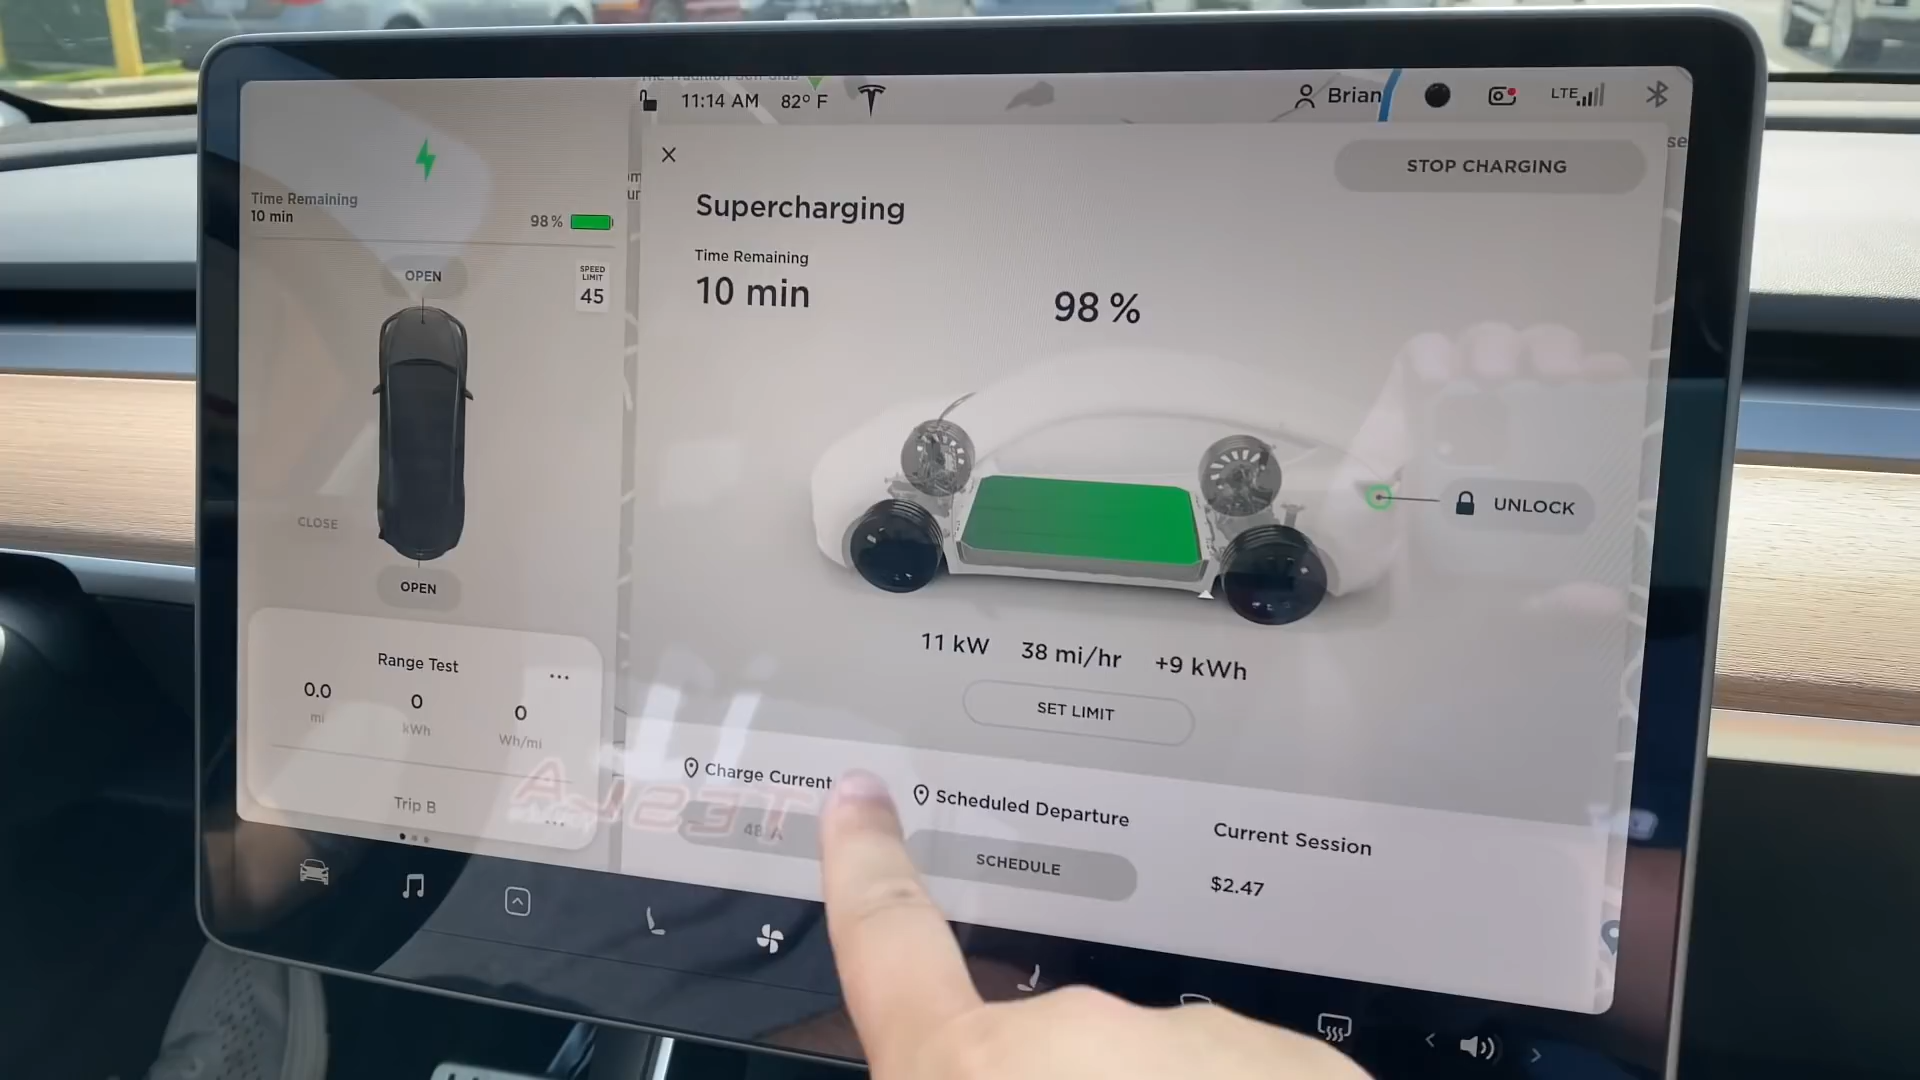 11:14 AM 82° F
Brian
LTE
Time Remaining
10 min
98 %
OPEN
SPEED
LIMIT
45
CLOSE
OPEN
Range Test
0.0
mi
0
kWh
0
Wh/mi
Trip B
STOP CHARGING
Supercharging
Time Remaining
10 min
98 %
UNLOCK
11 kW 38 mi/hr +9 kWh
SET LIMIT
Charge Current
48 A
Scheduled Departure
SCHEDULE
Current Session
$2.47
TESLA